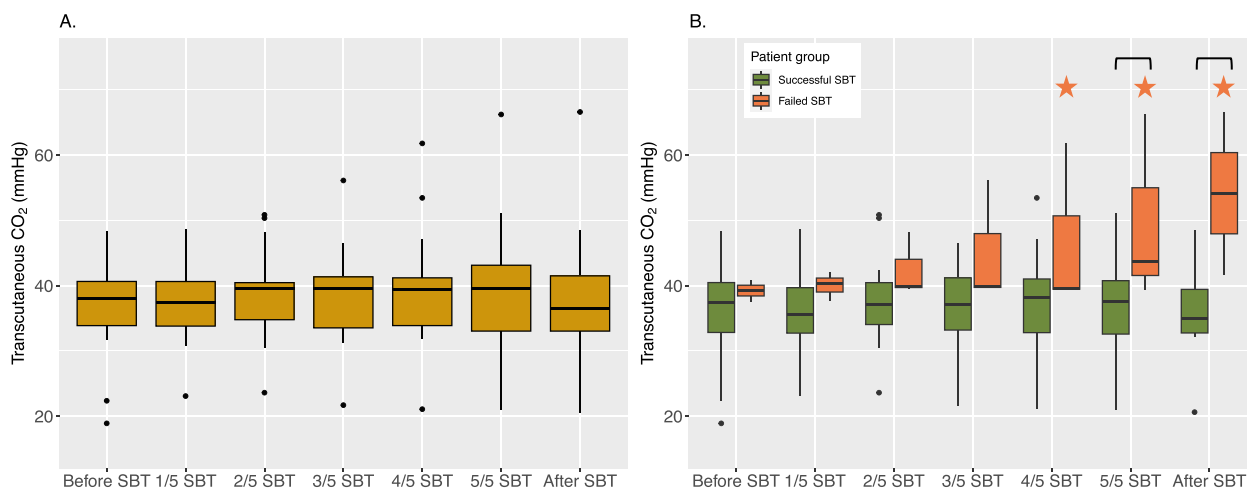 A.
Transcutaneous CO₂ (mmHg)
60
40
20
Before SBT 1/5 SBT 2/5 SBT 3/5 SBT 4/5 SBT 5/5 SBT After SBT
B.
Patient group
Successful SBT
Failed SBT
Transcutaneous CO₂ (mmHg)
60
40
20
Before SBT 1/5 SBT 2/5 SBT 3/5 SBT 4/5 SBT 5/5 SBT After SBT